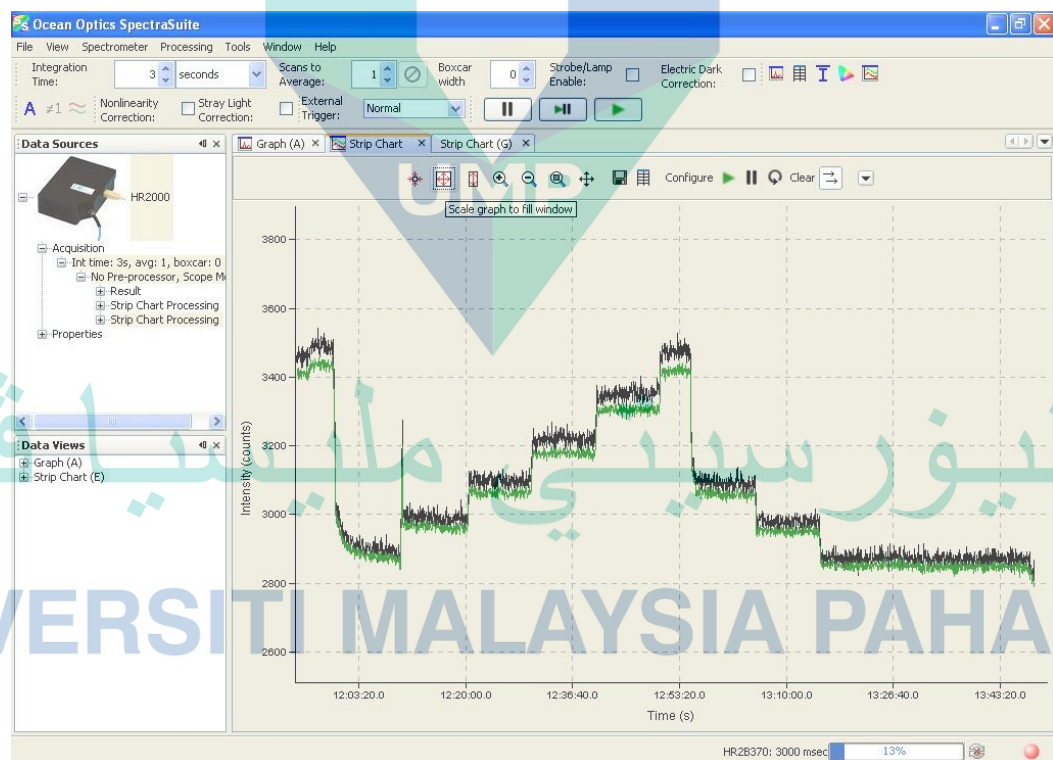 Ocean Optics SpectraSuite
File View Spectrometer Processing Tools Window Help
Integration Time: 3 seconds Scans to Average: 1 Boxcar width 0 Strobe/Lamp Enable: Electric Dark Correction:
A ≠1 Nonlinearity Correction: Stray Light Correction: External Trigger: Normal
Data Sources
HR2000
Acquisition
Int time: 3s, avg: 1, boxcar: 0
No Pre-processor, Scope M
Result
Strip Chart Processing
Strip Chart Processing
Properties
Data Views
Graph (A)
Strip Chart (E)
Graph (A) Strip Chart Strip Chart (G)
Configure Clear
UMP
Scale graph to fill window
3800
3600
3400
3200
3000
2800
2600
Intensity (counts)
12:03:20.0 12:20:00.0 12:36:40.0 12:53:20.0 13:10:00.0 13:26:40.0 13:43:20.0
Time (s)
مليسيا
VERSITI MALAYSIA PAHA
HR2B370: 3000 msec 13%